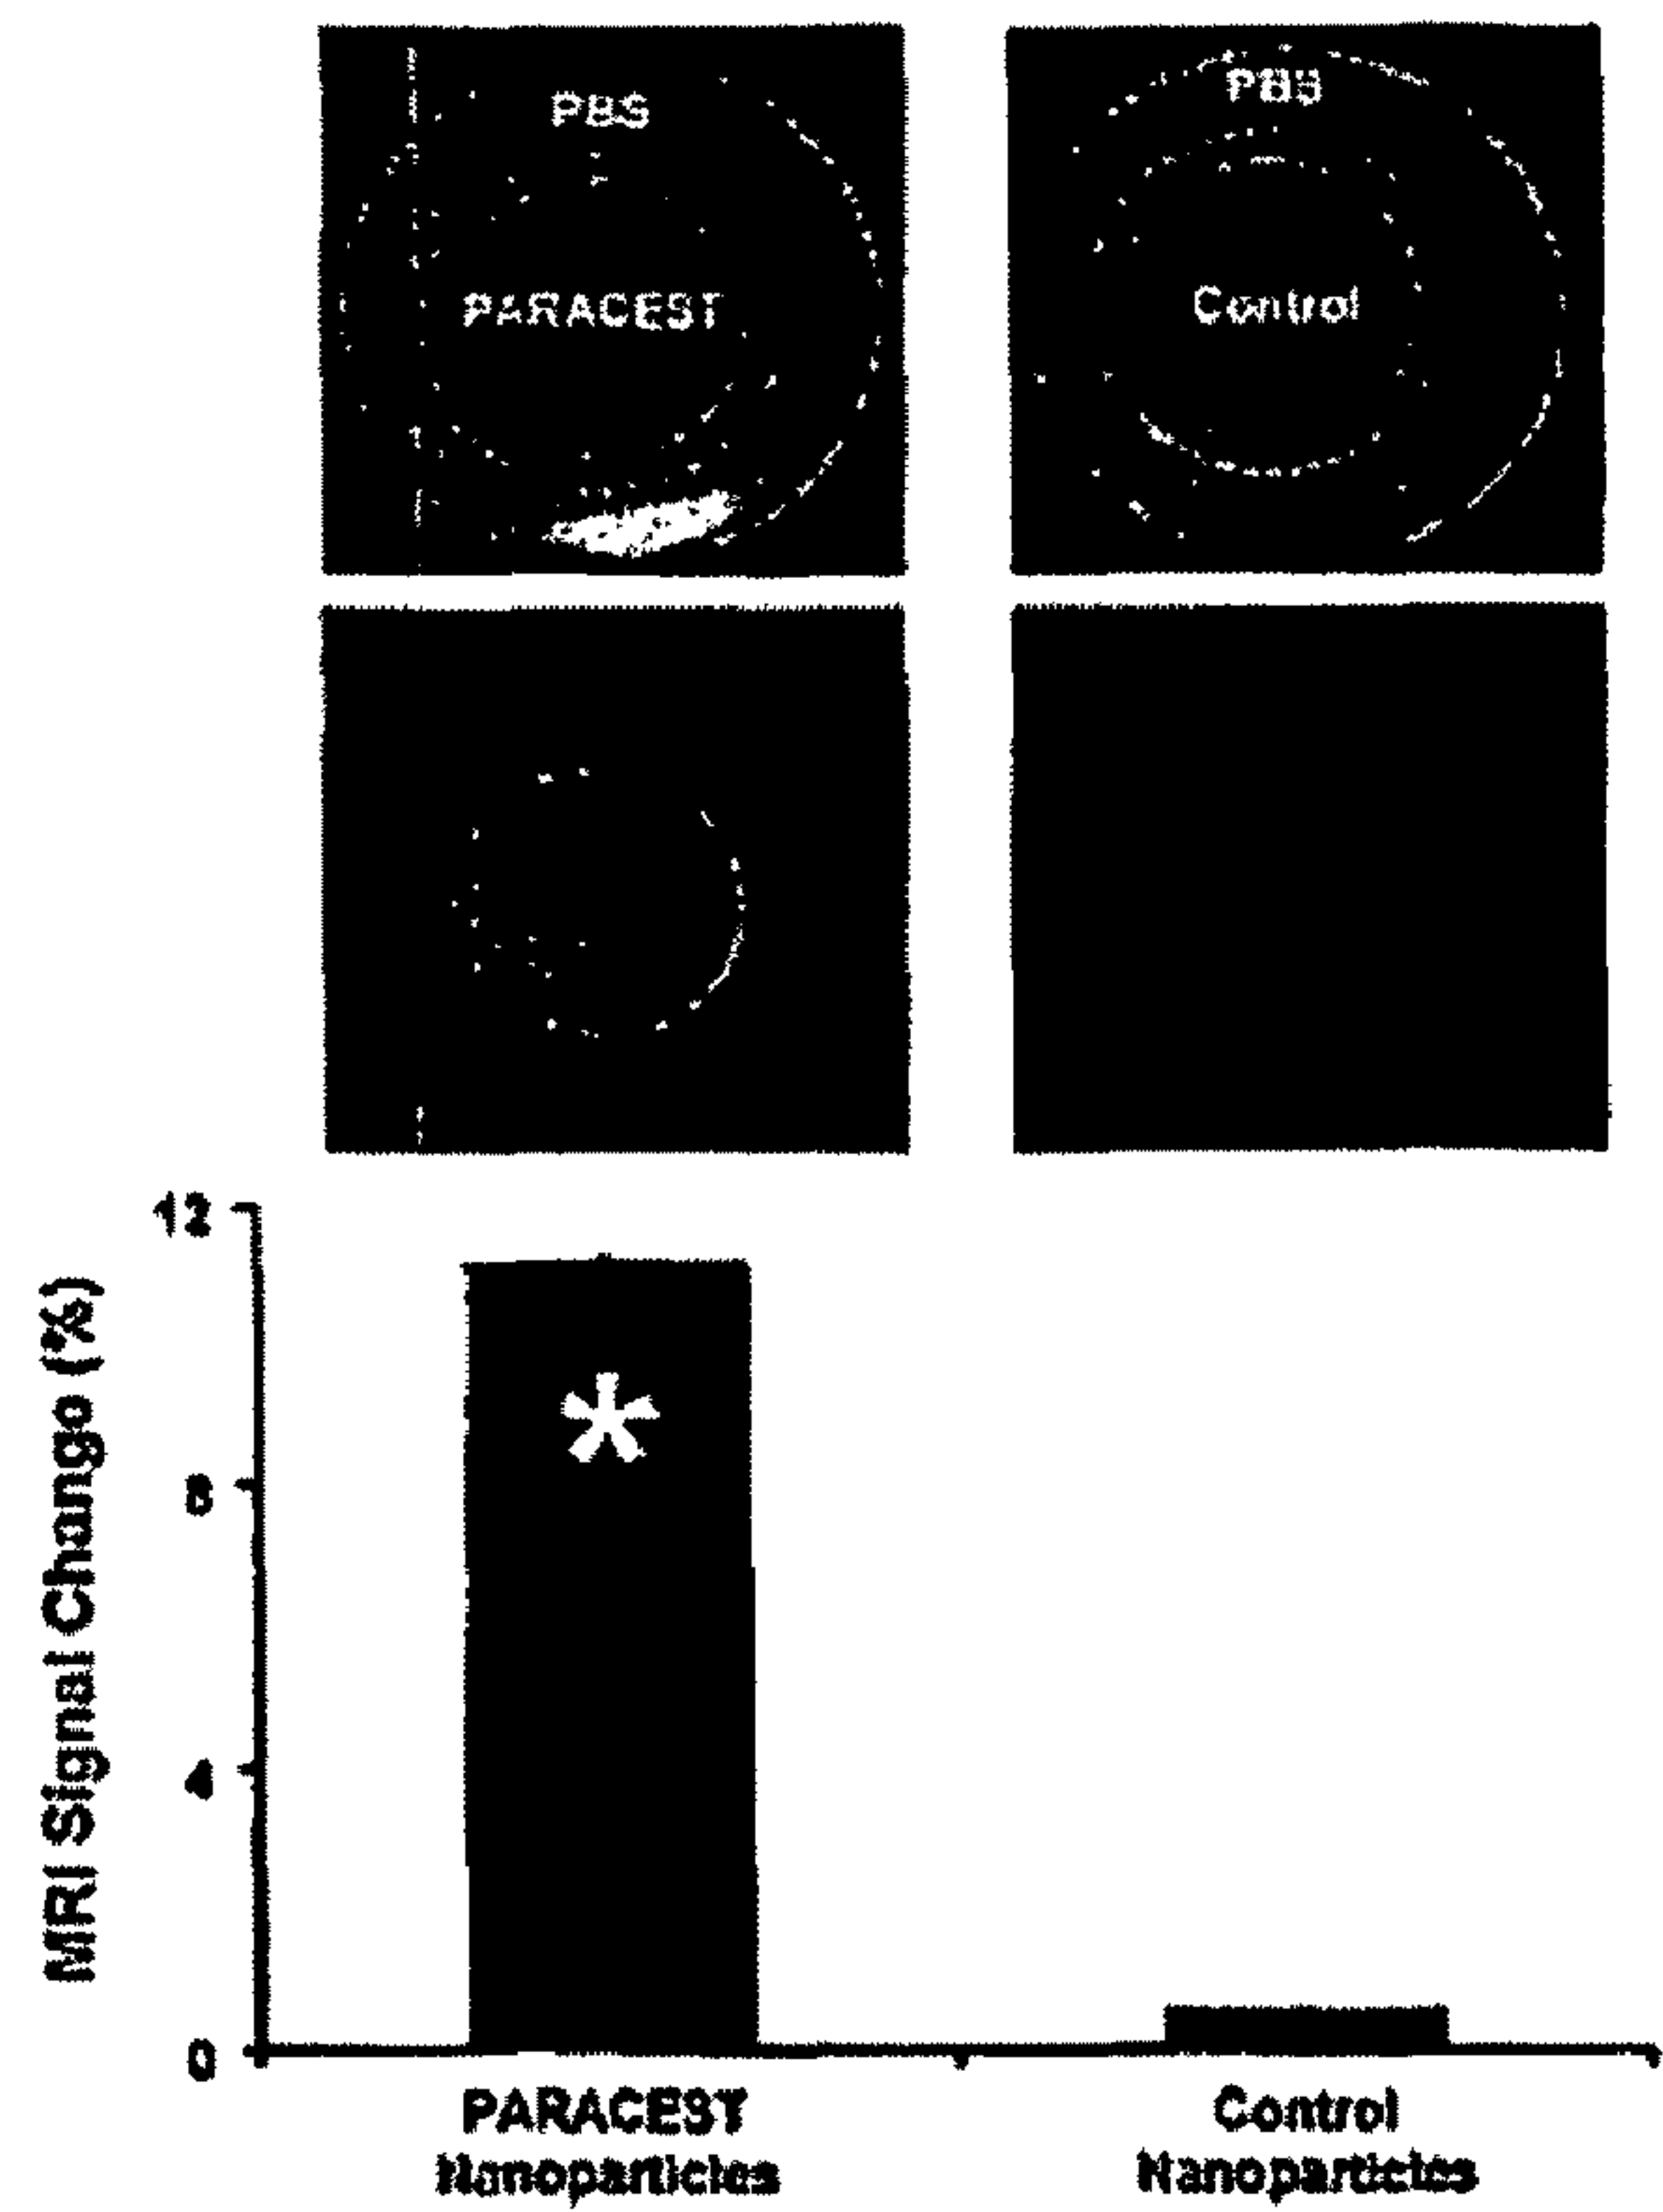 PBS
PBS
PARACEST
Control
MRI Signal Change (%)
12
8
4
0
PARACEST
Nanoparticles
Control
Nanoparticles
*